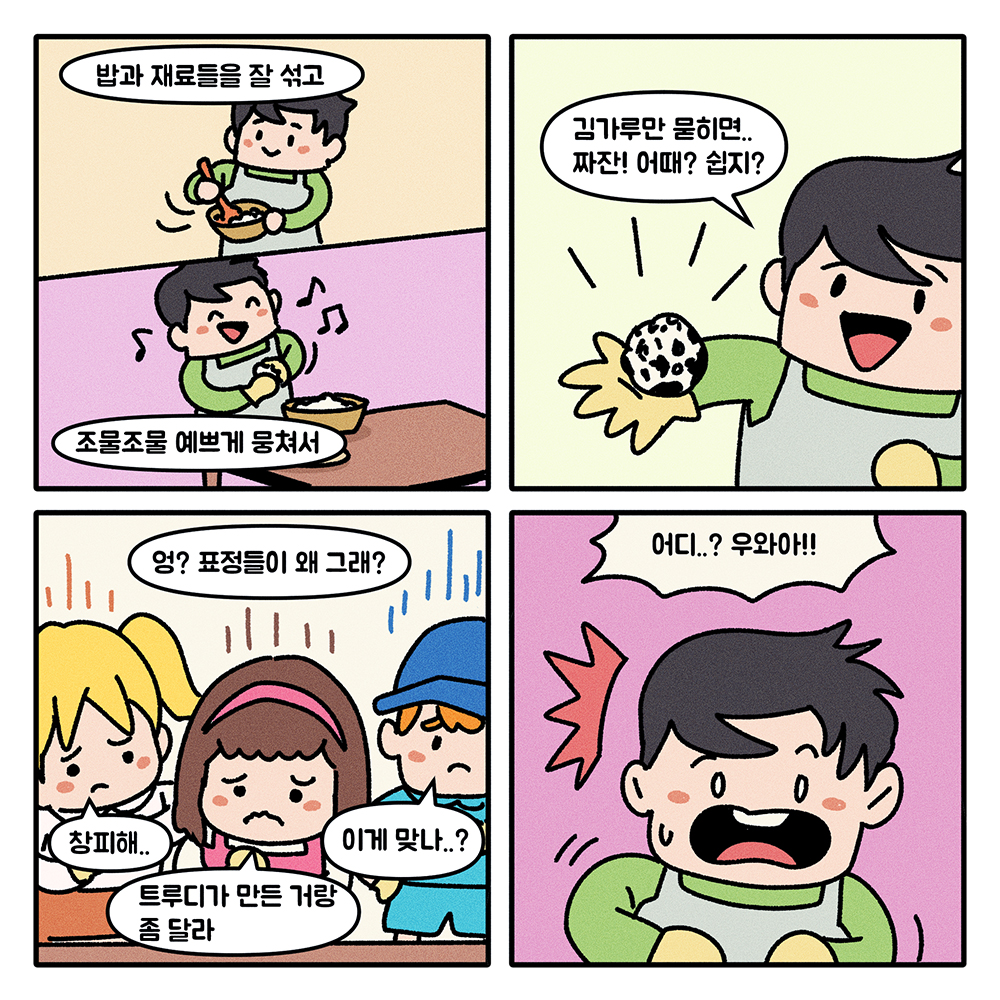 밥과 재료들을 잘 섞고
조물조물 예쁘게 뭉쳐서
김가루만 묻히면..
짜잔! 어때? 쉽지?
엉? 표정들이 왜 그래?
창피해..
이게 맞나..?
트루디가 만든 거랑
좀 달라
어디..? 우와아!!